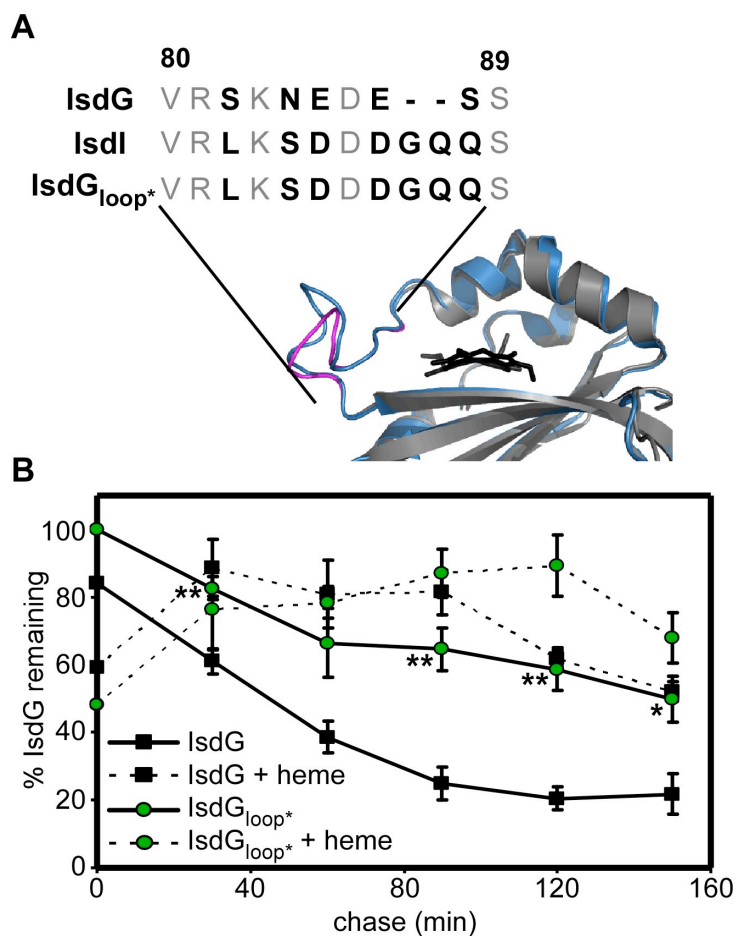 A
80 89
IsdG V R S K N E D E - - S S
IsdI V R L K S D D D G Q Q S
IsdGloop* V R L K S D D D G Q Q S
B
% IsdG remaining
100
80
60
40
20
0
**
**
**
*
IsdG
IsdG + heme
IsdGloop*
IsdGloop* + heme
0 40 80 120 160
chase (min)